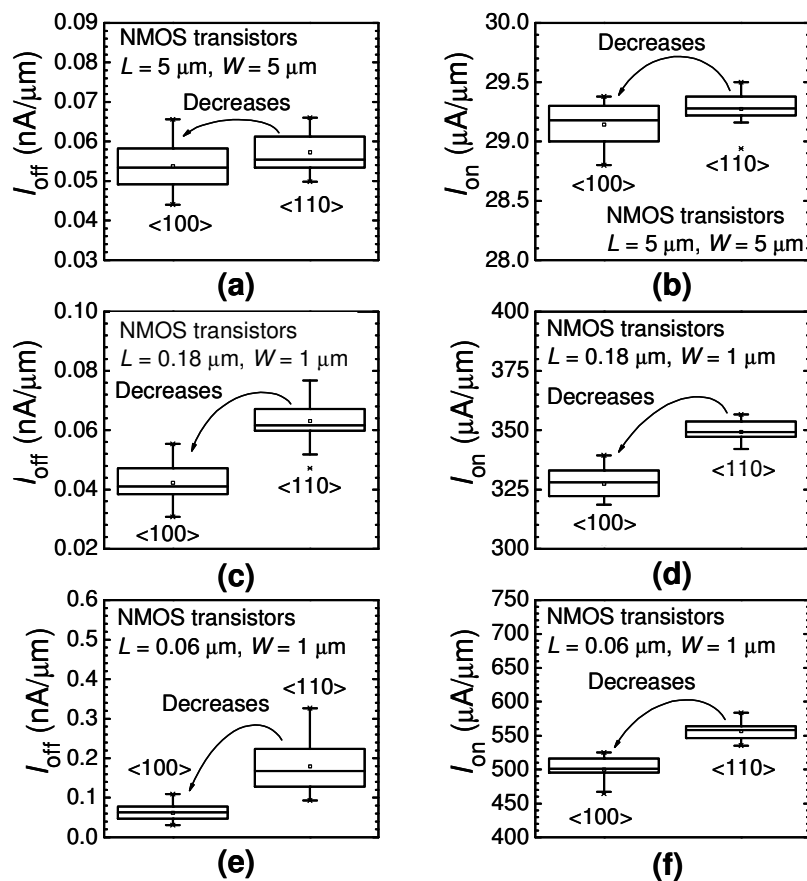 0.09
0.08
0.07
0.06
0.05
0.04
0.03
I_off (nA/μm)
NMOS transistors
L = 5 μm, W = 5 μm
Decreases
<100>
<110>
(a)
30.0
29.5
29.0
28.5
28.0
I_on (μA/μm)
Decreases
<100>
<110>
NMOS transistors
L = 5 μm, W = 5 μm
(b)
0.10
0.08
0.06
0.04
0.02
I_off (nA/μm)
NMOS transistors
L = 0.18 μm, W = 1 μm
Decreases
<110>
<100>
(c)
400
375
350
325
300
I_on (μA/μm)
NMOS transistors
L = 0.18 μm, W = 1 μm
Decreases
<110>
<100>
(d)
0.6
0.5
0.4
0.3
0.2
0.1
0.0
I_off (nA/μm)
NMOS transistors
L = 0.06 μm, W = 1 μm
Decreases
<110>
<100>
(e)
750
700
650
600
550
500
450
400
I_on (μA/μm)
NMOS transistors
L = 0.06 μm, W = 1 μm
Decreases
<110>
<100>
(f)